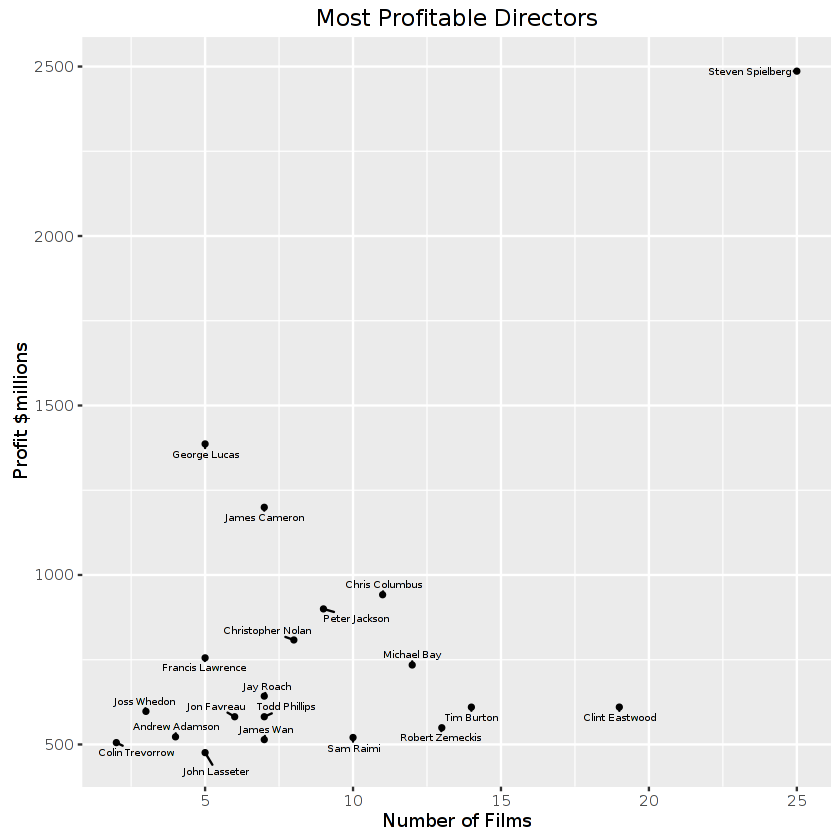 Most Profitable Directors
2500
Steven Spielberg
2000
Profit $millions
1500
George Lucas
James Cameron
1000
Chris Columbus
Peter Jackson
Christopher Nolan
Michael Bay
Francis Lawrence
Jay Roach
Joss Whedon
Jon Favreau
Todd Phillips
Tim Burton
Clint Eastwood
Andrew Adamson
James Wan
Robert Zemeckis
500
Sam Raimi
Colin Trevorrow
John Lasseter
5
10
15
20
25
Number of Films